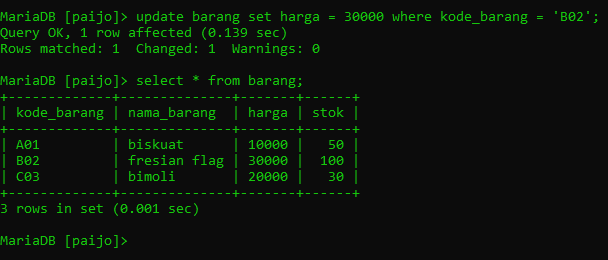 MariaDB [paijo]> update barang set harga = 30000 where kode_barang = 'B02';
Query OK, 1 row affected (0.139 sec)
Rows matched: 1  Changed: 1  Warnings: 0

MariaDB [paijo]> select * from barang;
+-------------+--------------+-------+------+
| kode_barang | nama_barang  | harga | stok |
+-------------+--------------+-------+------+
| A01         | biskuat      | 10000 |   50 |
| B02         | fresian flag | 30000 |  100 |
| C03         | bimoli       | 20000 |   30 |
+-------------+--------------+-------+------+
3 rows in set (0.001 sec)

MariaDB [paijo]>